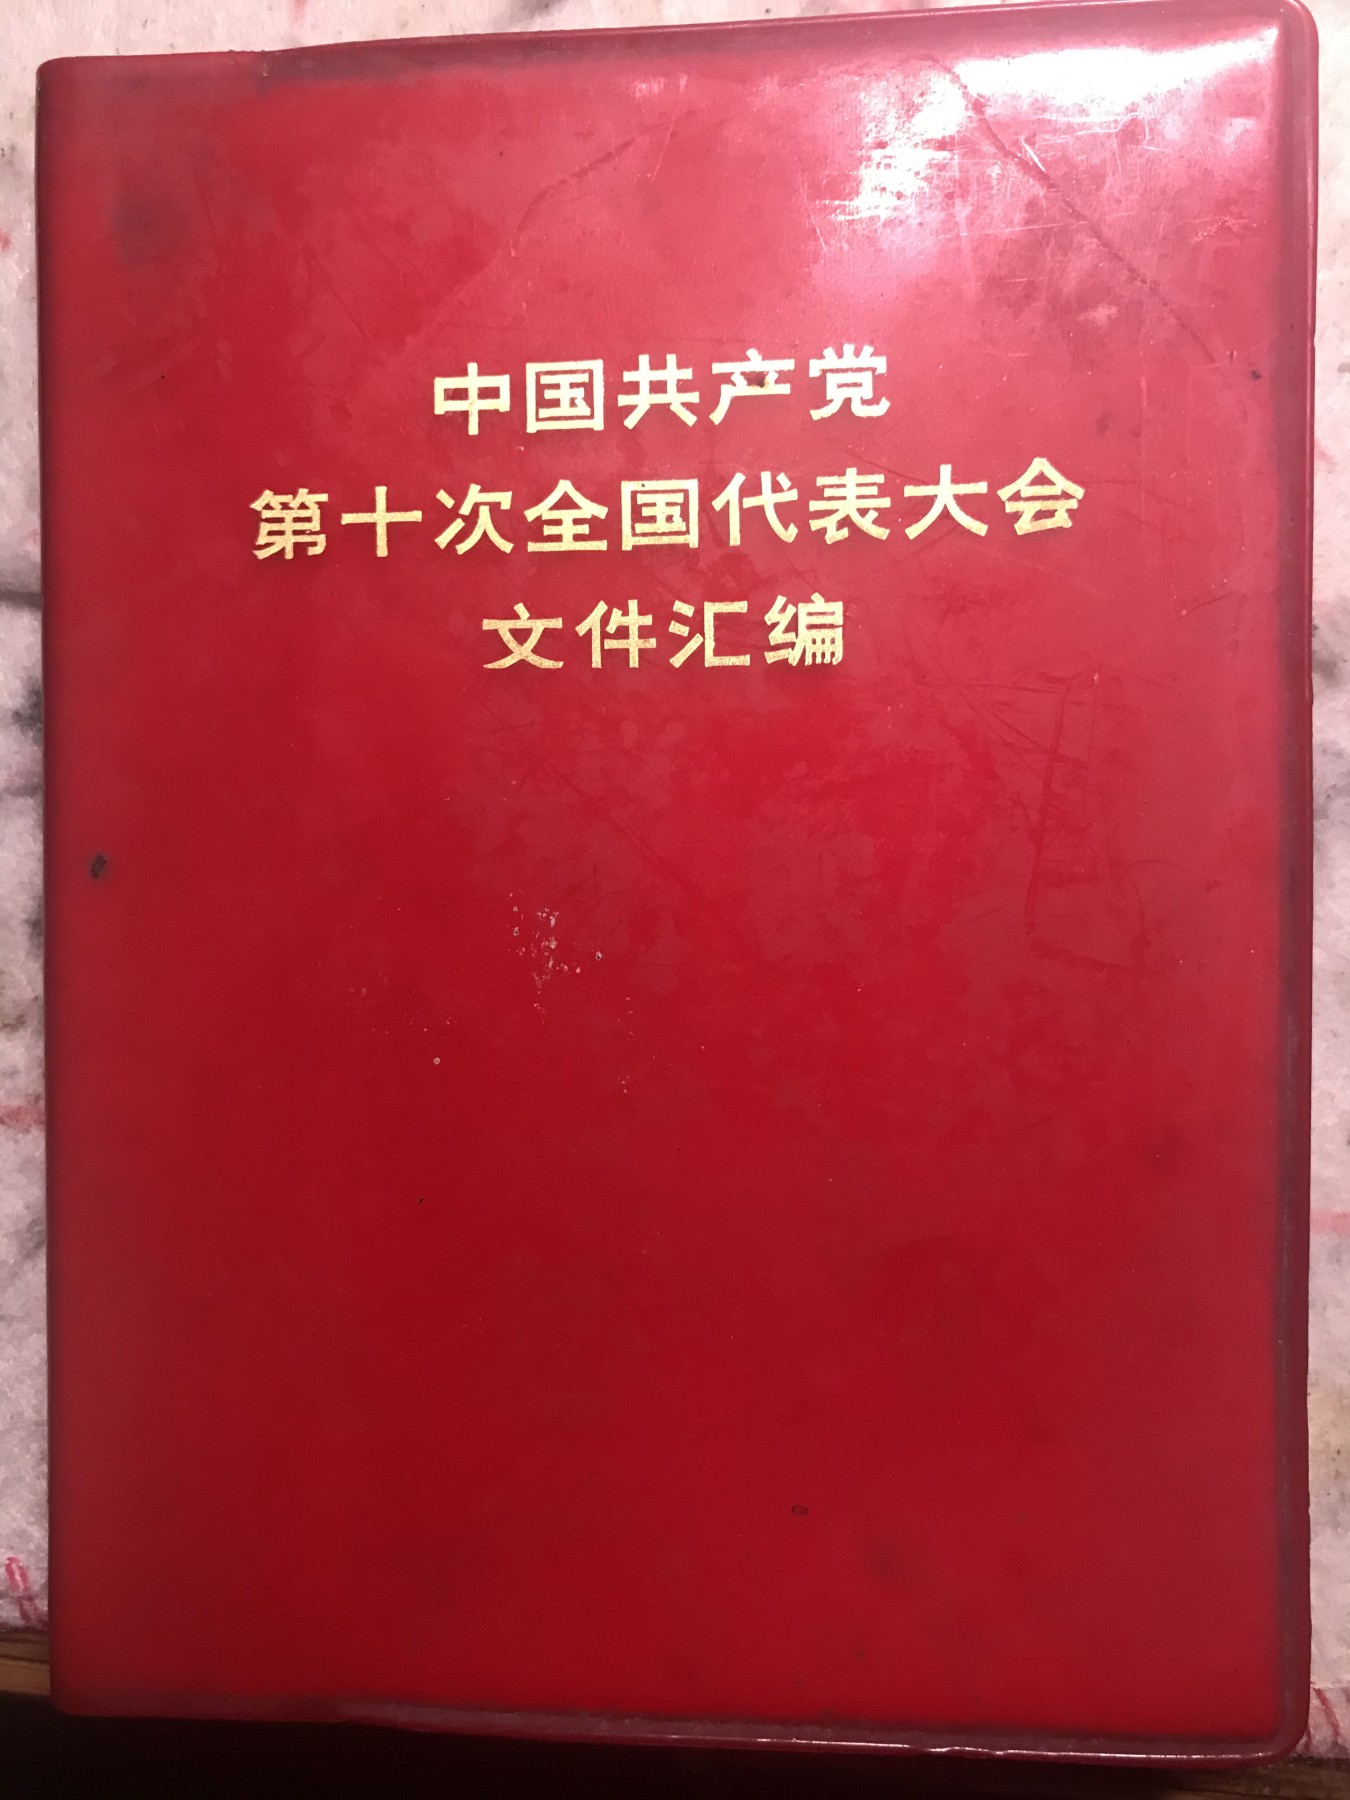 中国共产党
第十次全国代表大会
文件汇编